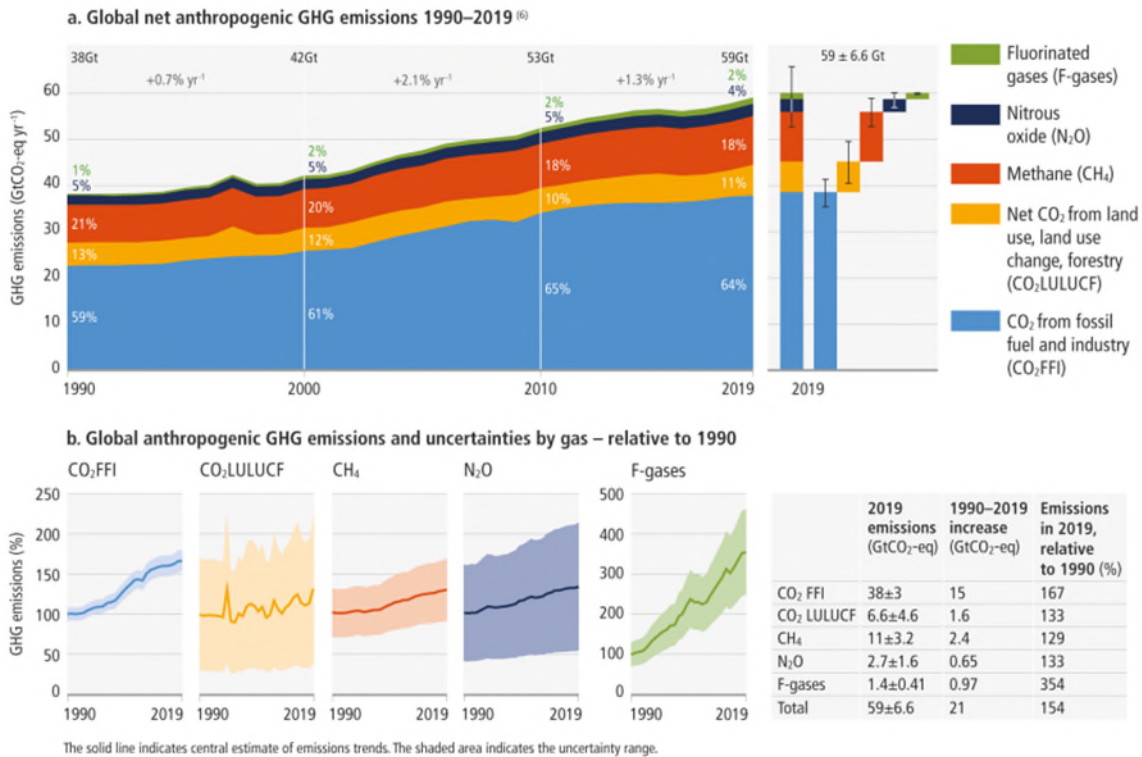 a. Global net anthropogenic GHG emissions 1990–2019 (6)
38Gt 42Gt 53Gt 59Gt
+0.7% yr⁻¹ +2.1% yr⁻¹ +1.3% yr⁻¹
GHG emissions (GtCO₂-eq yr⁻¹)
60
50
40
30
20
10
0
1%
5%
21%
13%
59%
2%
5%
20%
12%
61%
2%
5%
18%
10%
65%
2%
4%
18%
11%
64%
1990 2000 2010 2019
59 ± 6.6 Gt
2019
Fluorinated
gases (F-gases)
Nitrous
oxide (N₂O)
Methane (CH₄)
Net CO₂ from land
use, land use
change, forestry
(CO₂LULUCF)
CO₂ from fossil
fuel and industry
(CO₂FFI)
b. Global anthropogenic GHG emissions and uncertainties by gas – relative to 1990
CO₂FFI CO₂LULUCF CH₄ N₂O F-gases
GHG emissions (%)
250
200
150
100
50
0
500
400
300
200
100
0
1990 2019 1990 2019 1990 2019 1990 2019 1990 2019
2019 1990–2019 Emissions
emissions increase in 2019,
(GtCO₂-eq) (GtCO₂-eq) relative
to 1990 (%)
CO₂ FFI 38±3 15 167
CO₂ LULUCF 6.6±4.6 1.6 133
CH₄ 11±3.2 2.4 129
N₂O 2.7±1.6 0.65 133
F-gases 1.4±0.41 0.97 354
Total 59±6.6 21 154
The solid line indicates central estimate of emissions trends. The shaded area indicates the uncertainty range.